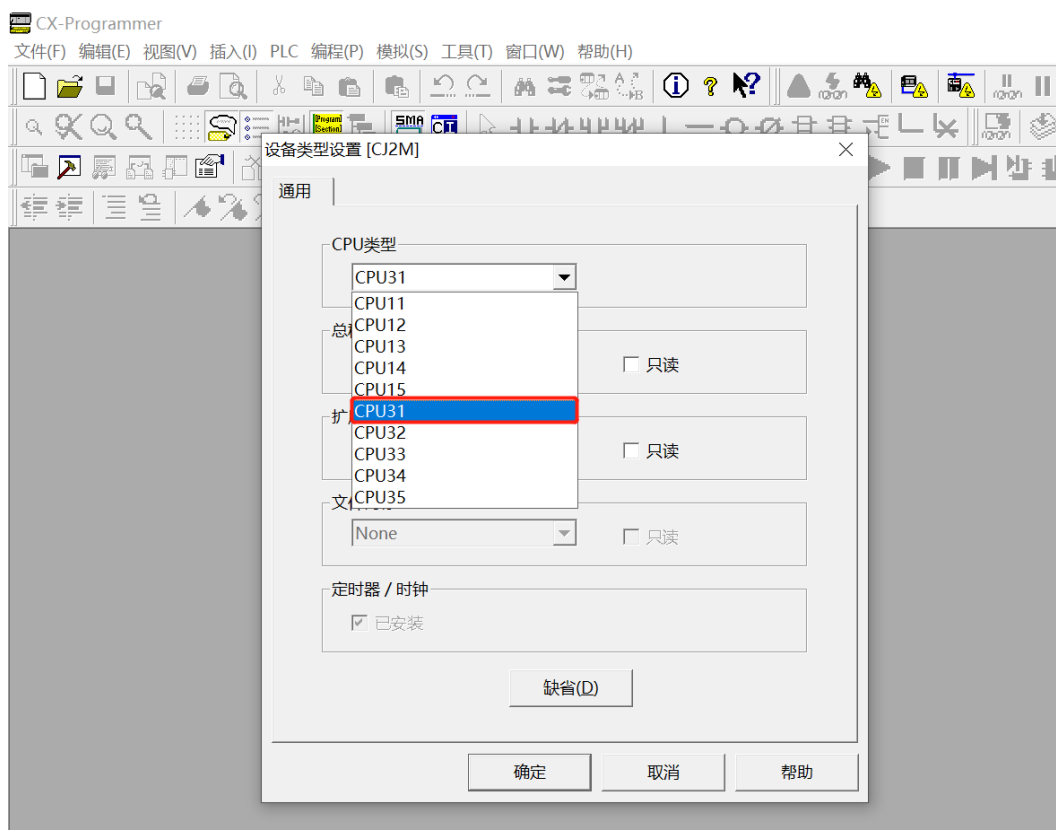 CX-Programmer
文件(F) 编辑(E) 视图(V) 插入(I) PLC 编程(P) 模拟(S) 工具(T) 窗口(W) 帮助(H)
设备类型设置 [CJ2M]
通用
CPU类型
CPU31
CPU11
CPU12
CPU13
CPU14
CPU15
CPU31
CPU32
CPU33
CPU34
CPU35
总
只读
扩
只读
文
None
只读
定时器 / 时钟
已安装
缺省(D)
确定 取消 帮助